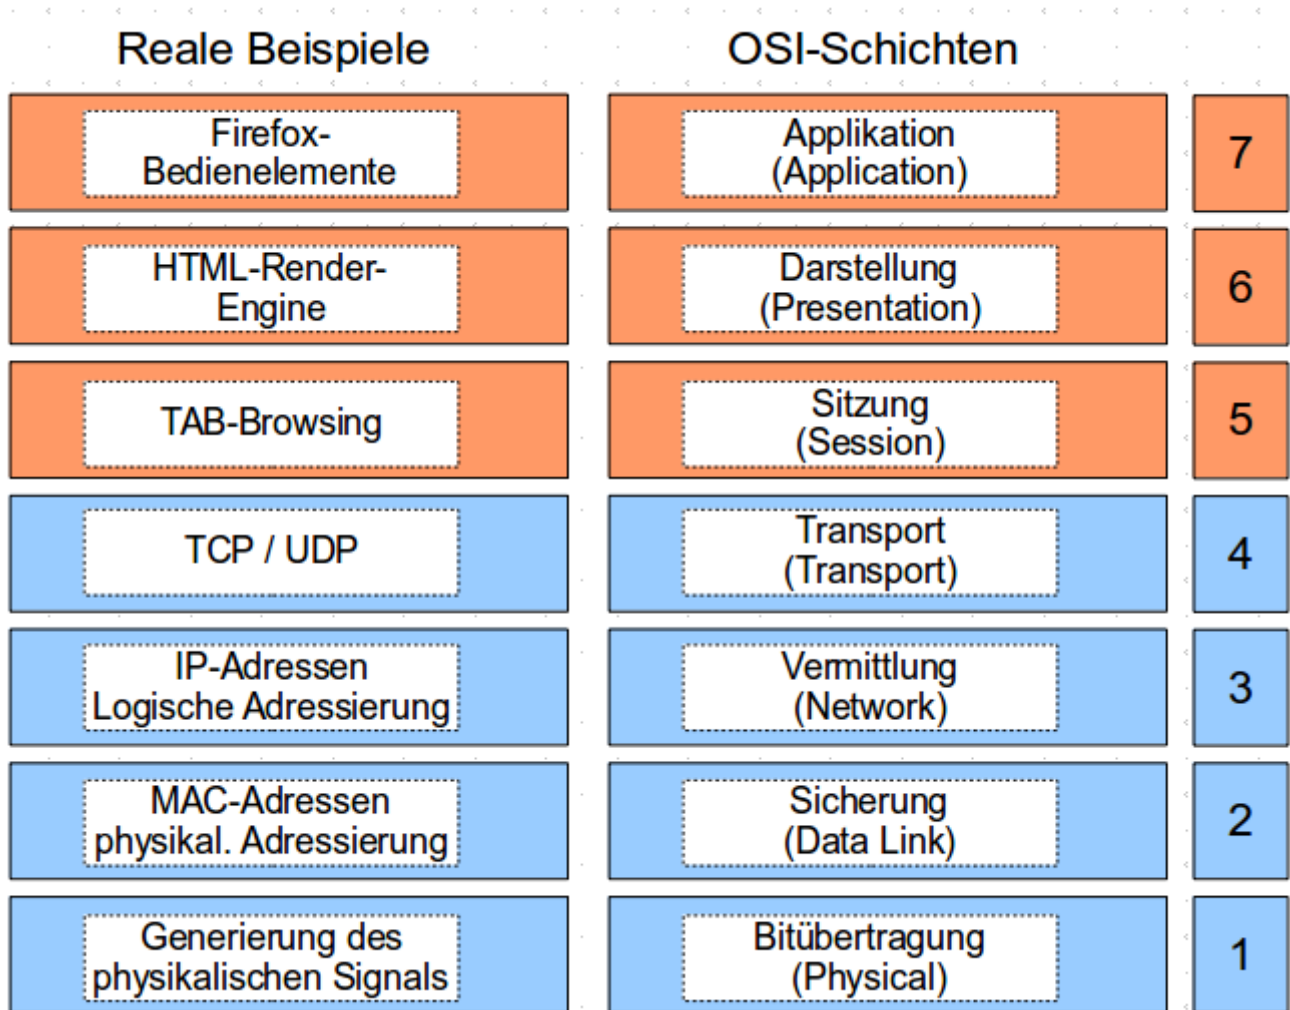 Reale Beispiele
OSI-Schichten
Firefox-
Bedienelemente
Applikation
(Application)
7
HTML-Render-
Engine
Darstellung
(Presentation)
6
TAB-Browsing
Sitzung
(Session)
5
TCP / UDP
Transport
(Transport)
4
IP-Adressen
Logische Adressierung
Vermittlung
(Network)
3
MAC-Adressen
physikal. Adressierung
Sicherung
(Data Link)
2
Generierung des
physikalischen Signals
Bitübertragung
(Physical)
1